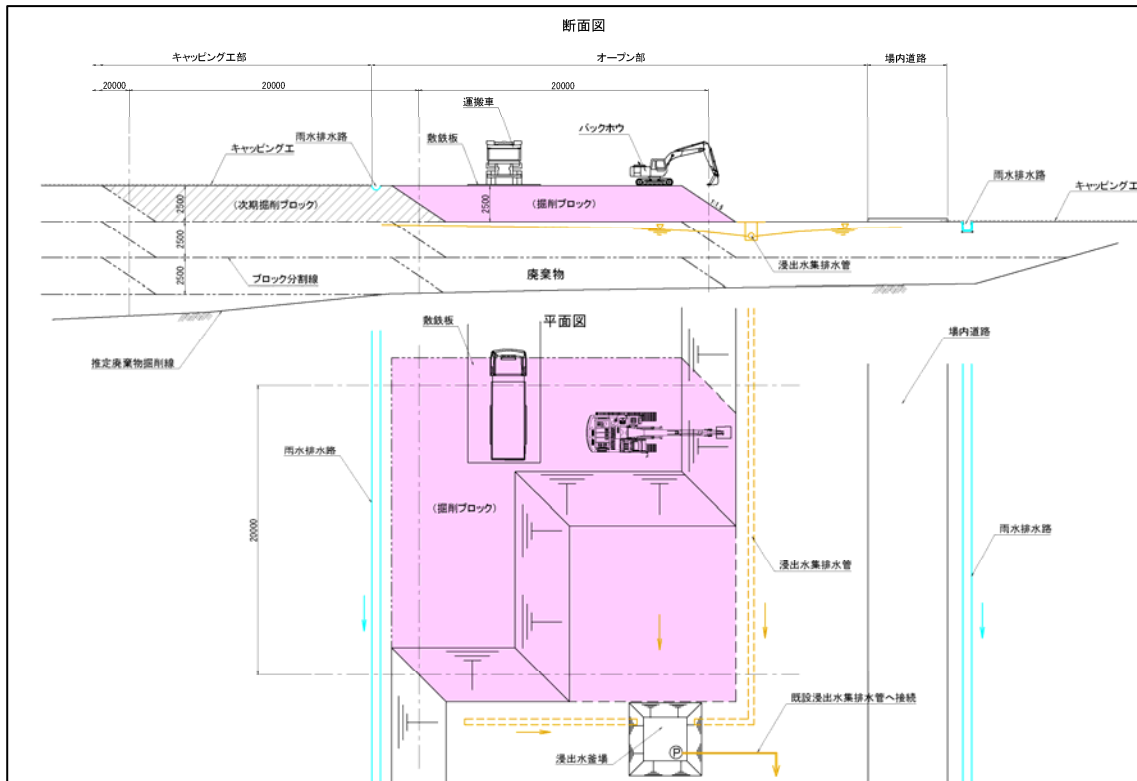 断面図
キャッピング工部
オープン部
場内道路
20000
20000
20000
運搬車
雨水排水路
敷鉄板
バックホウ
キャッピング工
雨水排水路
キャッピング工
2500
(次期掘削ブロック)
2500
(掘削ブロック)
1:1.5
2500
浸出水集排水管
ブロック分割線
2500
廃棄物
敷鉄板
平面図
場内道路
推定廃棄物掘削線
雨水排水路
(掘削ブロック)
20000
雨水排水路
浸出水集排水管
既設浸出水集排水管へ接続
P
浸出水釜場